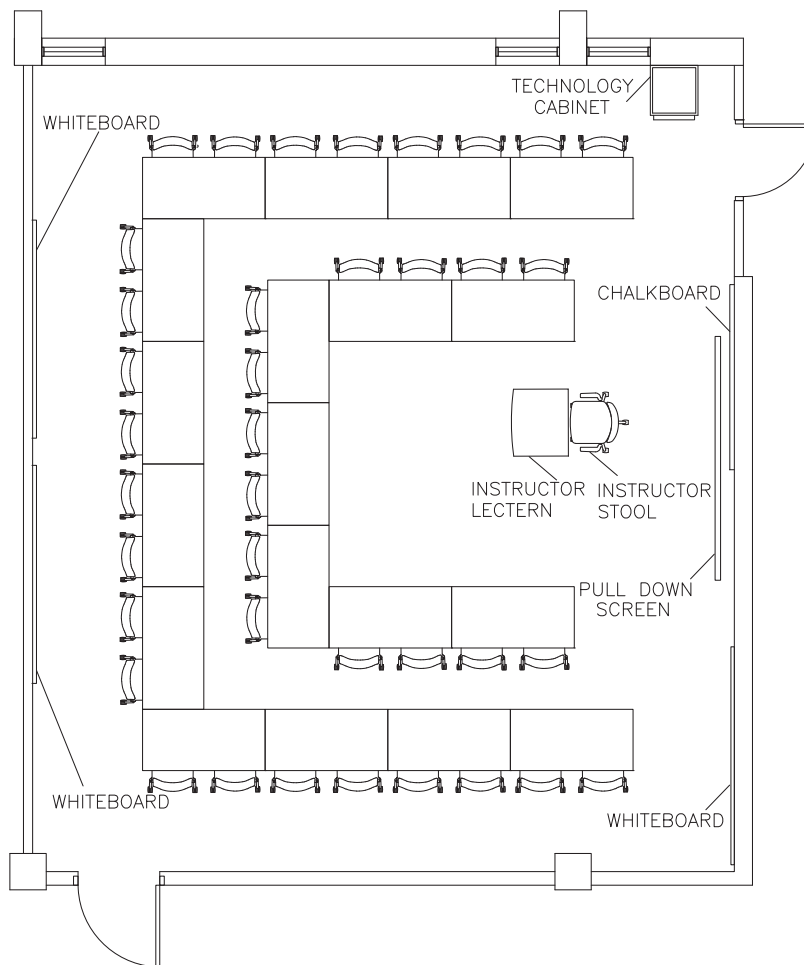 TECHNOLOGY
CABINET
WHITEBOARD
CHALKBOARD
INSTRUCTOR
LECTERN
INSTRUCTOR
STOOL
PULL DOWN
SCREEN
WHITEBOARD
WHITEBOARD